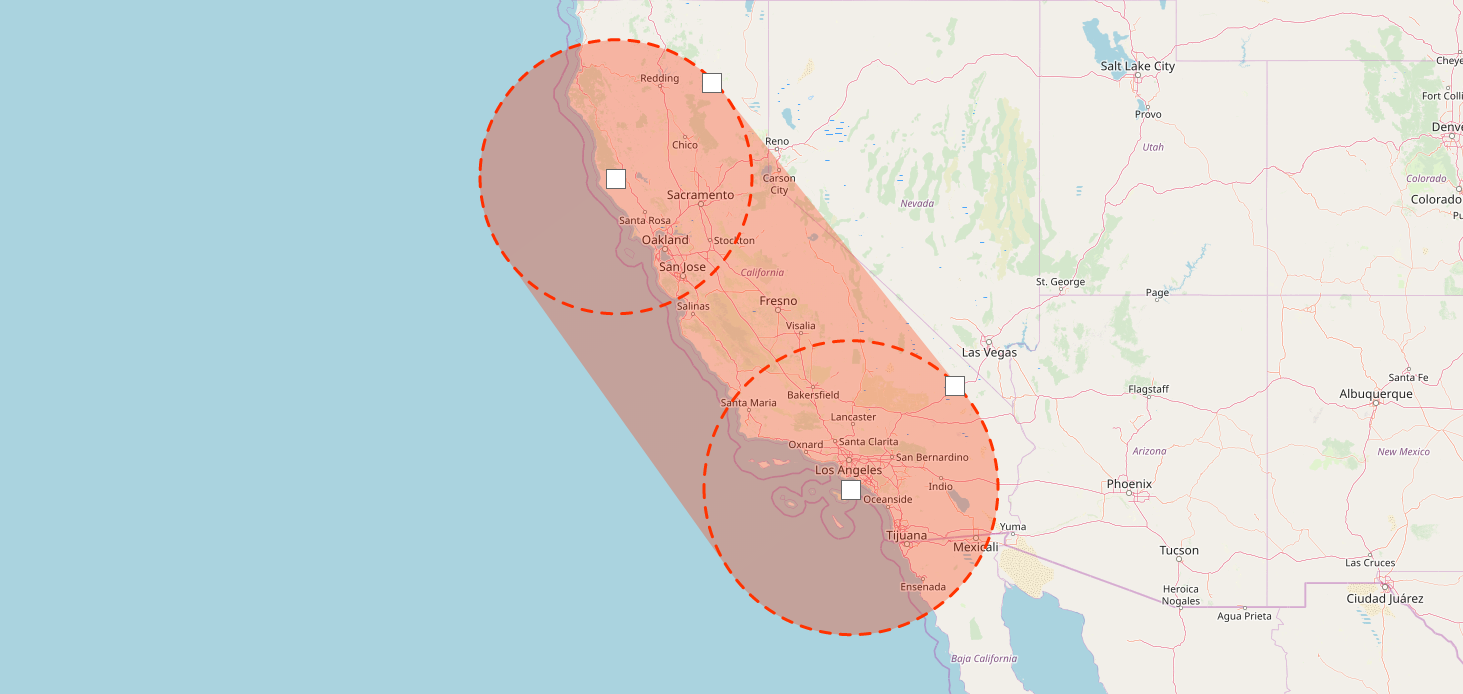 Salt Lake City
Cheye
Redding
Fort Colli
Provo
Denve
Reno
Chico
Utah
Carson
City
Colorado
Sacramento
Colorado
Nevada
Pu
Santa Rosa
Oakland
Stockton
San Jose
California
St. George
Page
Salinas
Fresno
Visalia
Las Vegas
Santa Fe
Flagstaff
Albuquerque
Bakersfield
Santa Maria
Lancaster
Oxnard
Santa Clarita
San Bernardino
Arizona
New Mexico
Los Angeles
Indio
Phoenix
Oceanside
Yuma
Tijuana
Mexicali
Tucson
Las Cruces
Ensenada
Heroica
Nogales
Ciudad Juárez
Agua Prieta
Baja California